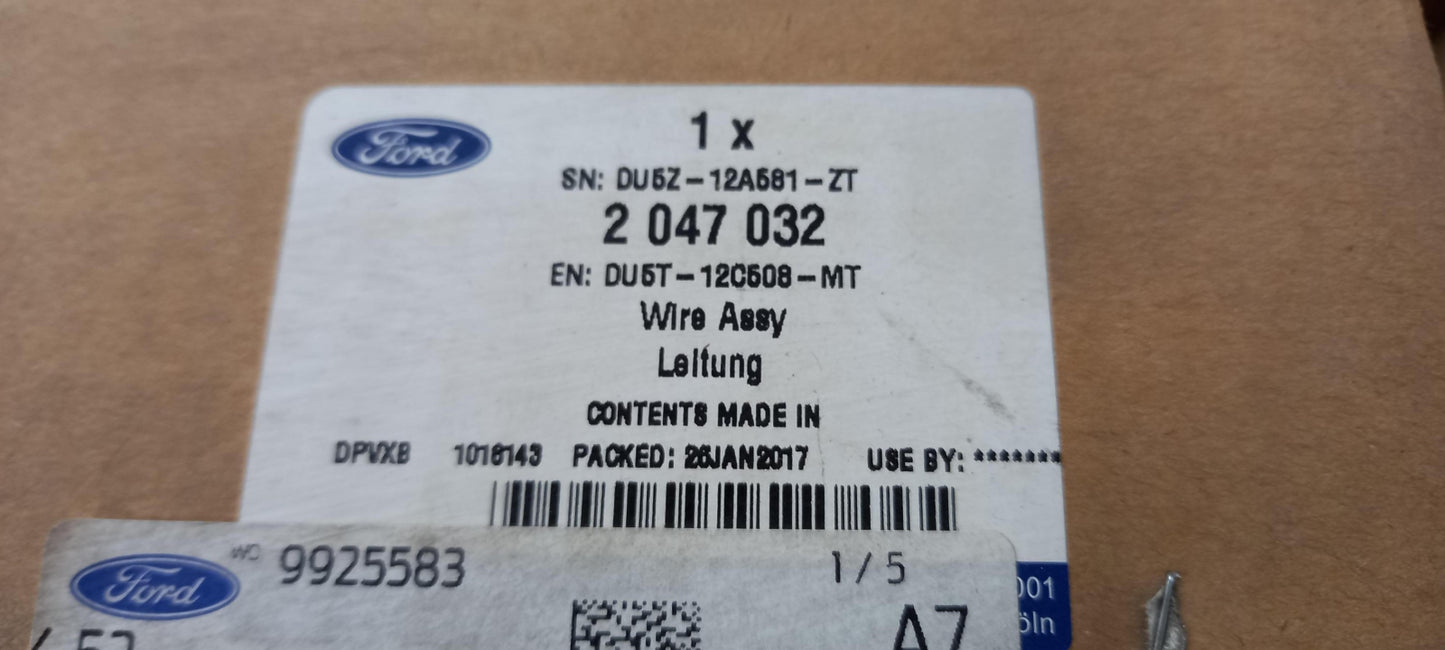 Ford
1 x
SN: DU5Z-12A581-ZT
2 047 032
EN: DU5T-12C508-MT
Wire Assy
Leitung
CONTENTS MADE IN
DPVXB 1016143 PACKED: 26JAN2017 USE BY: *******
Ford
WO 9925583 1/5
A7